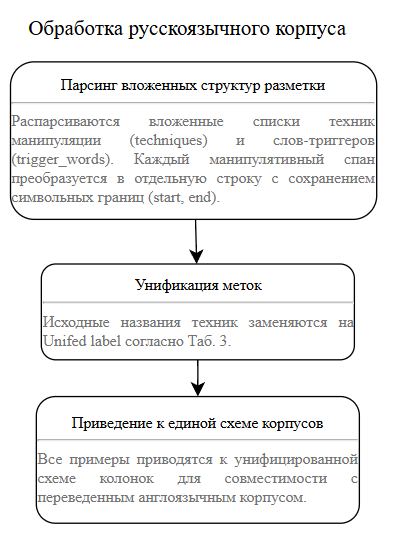 Обработка русскоязычного корпуса
Парсинг вложенных структур разметки
Распарсиваются вложенные списки техник
манипуляции (techniques) и слов-триггеров
(trigger_words). Каждый манипулятивный спан
преобразуется в отдельную строку с сохранением
символьных границ (start, end).
Унификация меток
Исходные названия техник заменяются на
Unifed label согласно Таб. 3.
Приведение к единой схеме корпусов
Все примеры приводятся к унифицированной
схеме колонок для совместимости с
переведенным англоязычным корпусом.